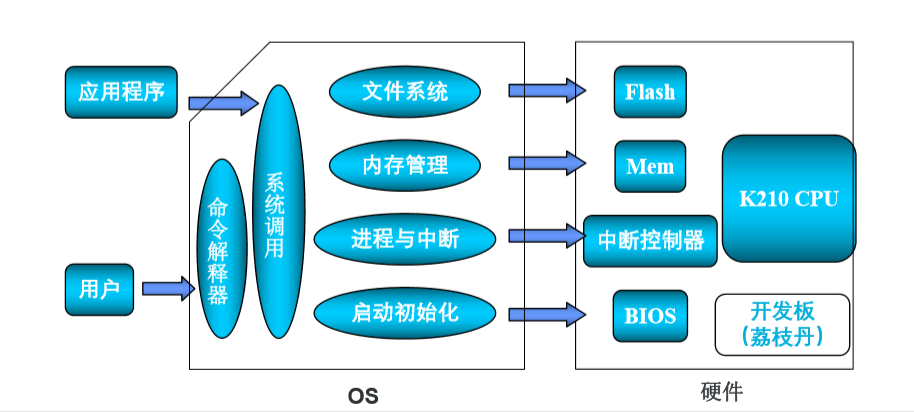 应用程序
用户
命令解释器
系统调用
文件系统
内存管理
进程与中断
启动初始化
OS
Flash
Mem
中断控制器
BIOS
K210 CPU
开发板
（荔枝丹）
硬件